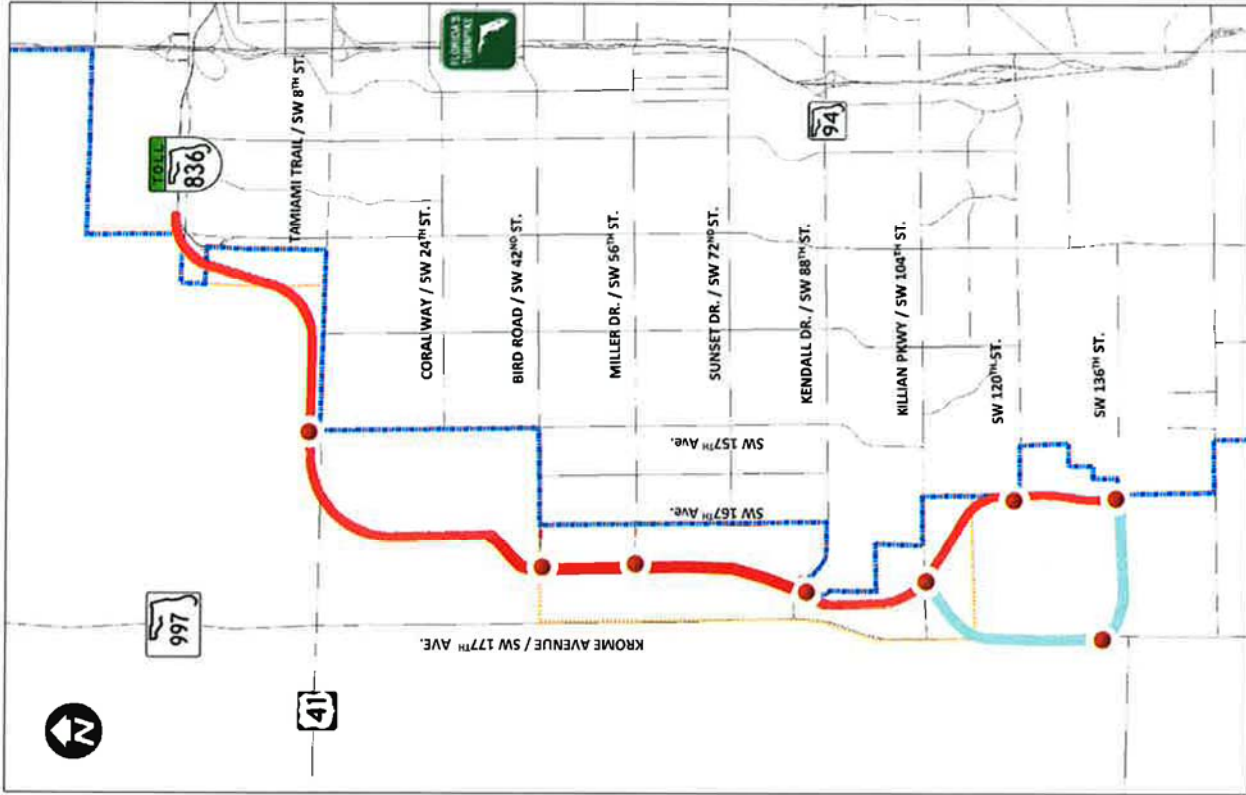 N
997
41
TOLL
836
FLORIDA'S
TURNPIKE
94
TAMIAMI TRAIL / SW 8TH ST.
CORAL WAY / SW 24TH ST.
BIRD ROAD / SW 42ND ST.
MILLER DR. / SW 56TH ST.
SUNSET DR. / SW 72ND ST.
KENDALL DR. / SW 88TH ST.
KILLIAN PKWY / SW 104TH ST.
SW 120TH ST.
SW 136TH ST.
SW 157TH Ave.
SW 167TH Ave.
KROME AVENUE / SW 177TH AVE.